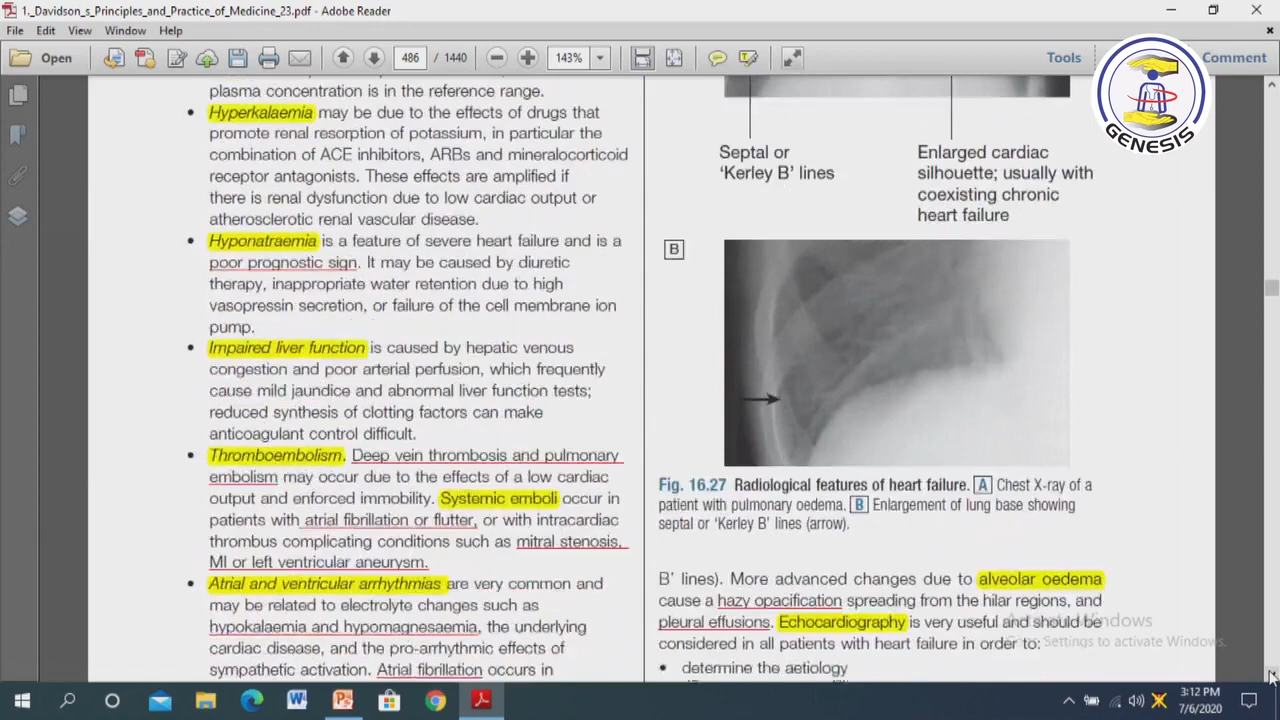 1._Davidson_s_Principles_and_Practice_of_Medicine_23.pdf - Adobe Reader
File Edit View Window Help
Open 486 / 1440 143% Tools Comment
GENESIS
plasma concentration is in the reference range.
• Hyperkalaemia may be due to the effects of drugs that
promote renal resorption of potassium, in particular the
combination of ACE inhibitors, ARBs and mineralocorticoid
receptor antagonists. These effects are amplified if
there is renal dysfunction due to low cardiac output or
atherosclerotic renal vascular disease.
• Hyponatraemia is a feature of severe heart failure and is a
poor prognostic sign. It may be caused by diuretic
therapy, inappropriate water retention due to high
vasopressin secretion, or failure of the cell membrane ion
pump.
• Impaired liver function is caused by hepatic venous
congestion and poor arterial perfusion, which frequently
cause mild jaundice and abnormal liver function tests;
reduced synthesis of clotting factors can make
anticoagulant control difficult.
• Thromboembolism. Deep vein thrombosis and pulmonary
embolism may occur due to the effects of a low cardiac
output and enforced immobility. Systemic emboli occur in
patients with atrial fibrillation or flutter, or with intracardiac
thrombus complicating conditions such as mitral stenosis,
MI or left ventricular aneurysm.
• Atrial and ventricular arrhythmias are very common and
may be related to electrolyte changes such as
hypokalaemia and hypomagnesaemia, the underlying
cardiac disease, and the pro-arrhythmic effects of
sympathetic activation. Atrial fibrillation occurs in
Septal or
‘Kerley B’ lines
Enlarged cardiac
silhouette; usually with
coexisting chronic
heart failure
B
Fig. 16.27 Radiological features of heart failure. A Chest X-ray of a
patient with pulmonary oedema. B Enlargement of lung base showing
septal or ‘Kerley B’ lines (arrow).
B’ lines). More advanced changes due to alveolar oedema
cause a hazy opacification spreading from the hilar regions, and
pleural effusions. Echocardiography is very useful and should be
considered in all patients with heart failure in order to:
• determine the aetiology
Activate Windows
Go to Settings to activate Windows.
3:12 PM
7/6/2020